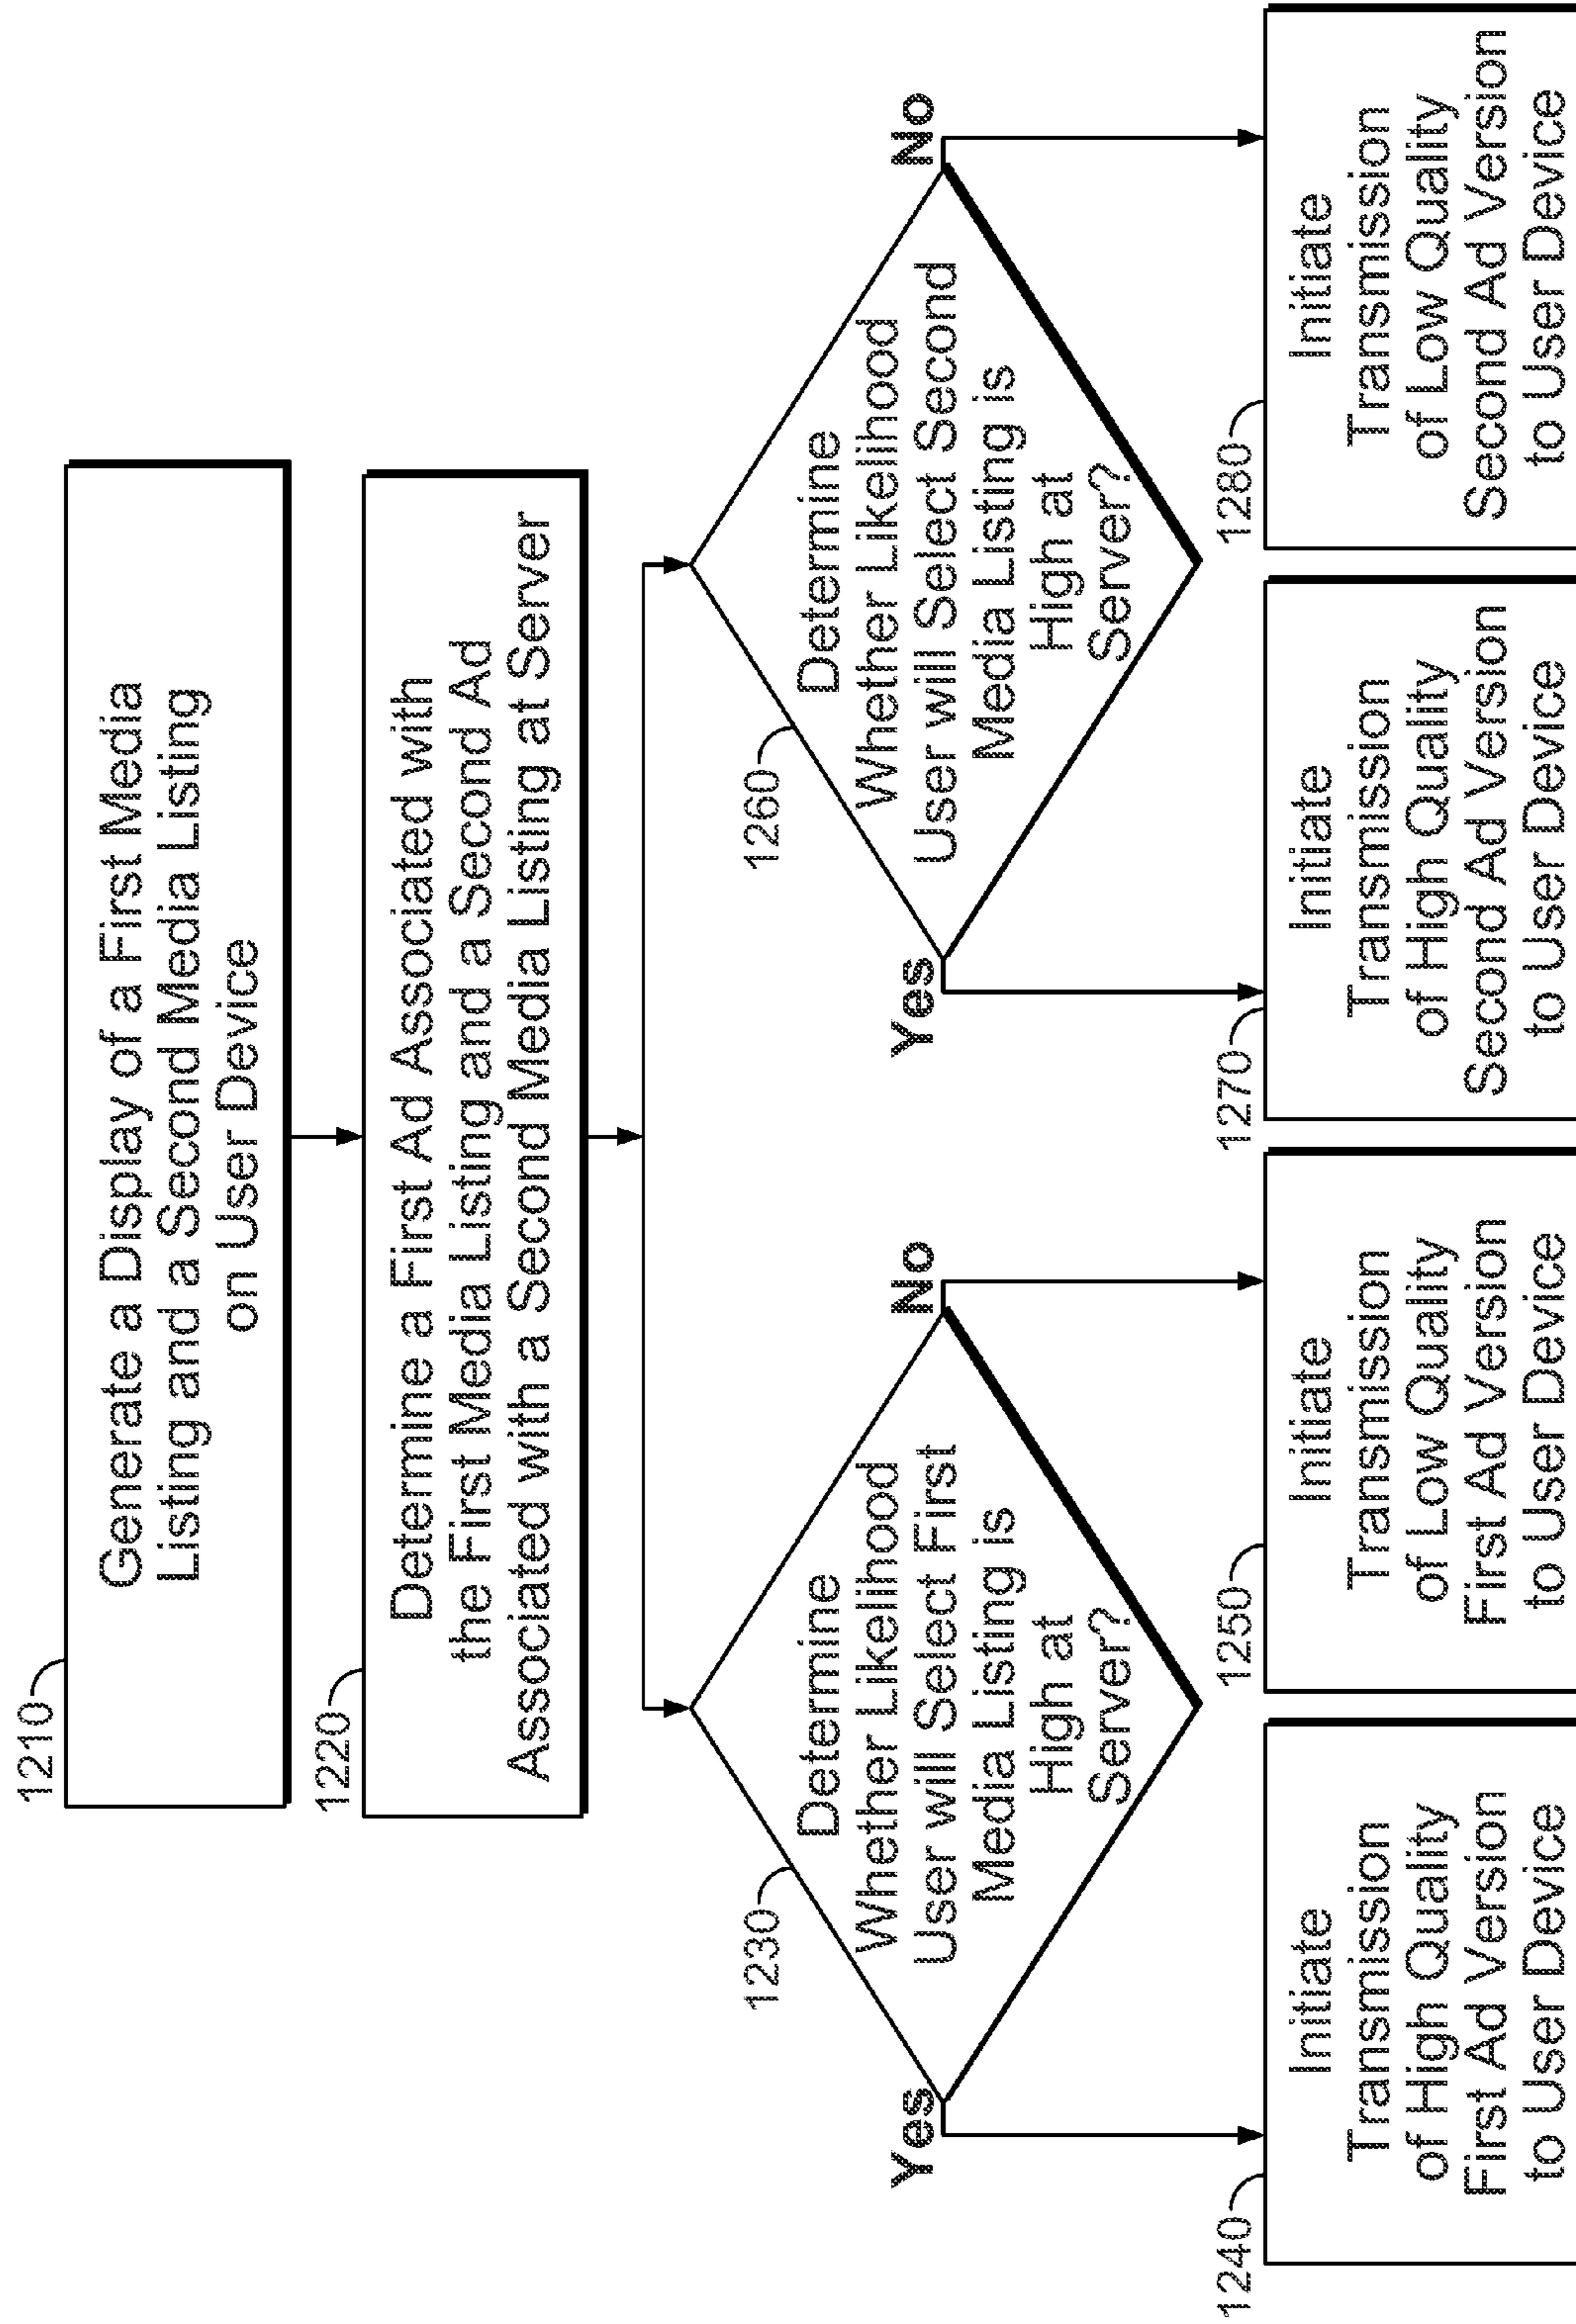 1210
Generate a Display of a First Media
Listing and a Second Media Listing
on User Device
1220
Determine a First Ad Associated with
the First Media Listing and a Second Ad
Associated with a Second Media Listing at Server
1230
Determine
Whether Likelihood
User will Select First
Media Listing is
High at
Server?
Yes
No
1260
Determine
Whether Likelihood
User will Select Second
Media Listing is
High at
Server?
Yes
No
1240
Initiate
Transmission
of High Quality
First Ad Version
to User Device
1250
Initiate
Transmission
of Low Quality
First Ad Version
to User Device
1270
Initiate
Transmission
of High Quality
Second Ad Version
to User Device
1280
Initiate
Transmission
of Low Quality
Second Ad Version
to User Device